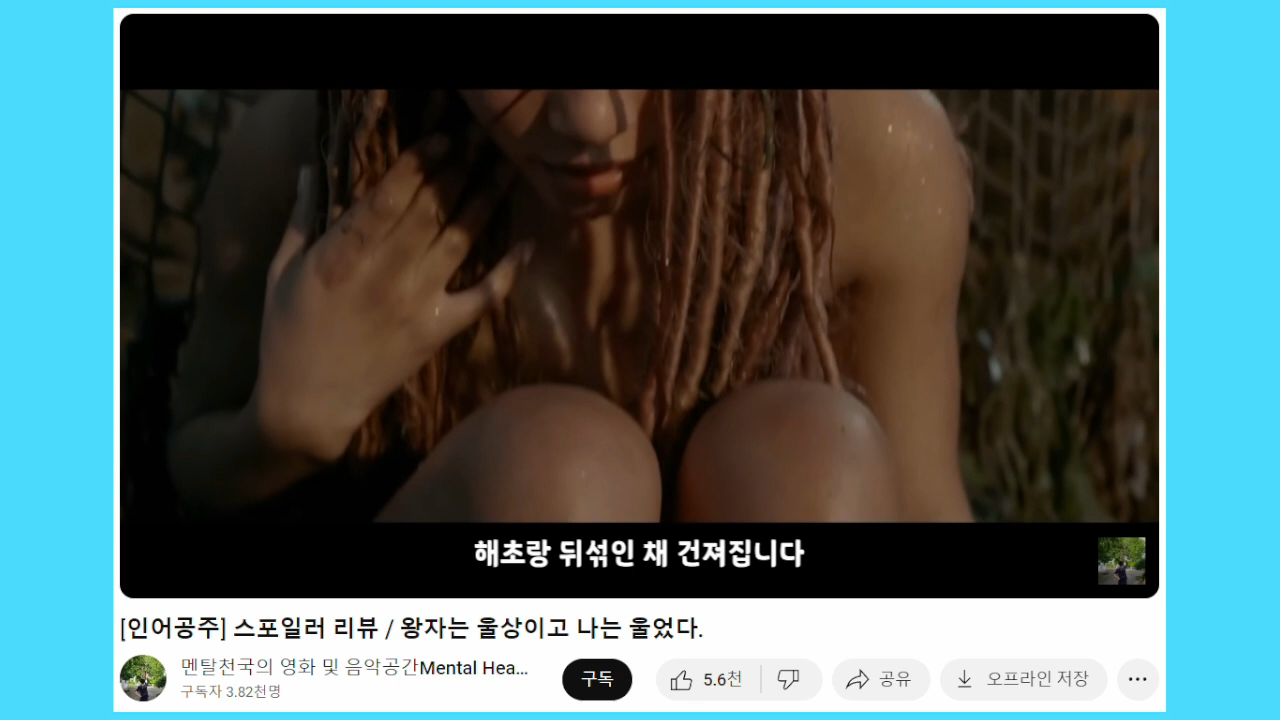 해초랑 뒤섞인 채 건져집니다
[인어공주] 스포일러 리뷰 / 왕자는 울상이고 나는 울었다.
멘탈천국의 영화 및 음악공간Mental Hea...
구독자 3.82천명
구독
5.6천
공유
오프라인 저장